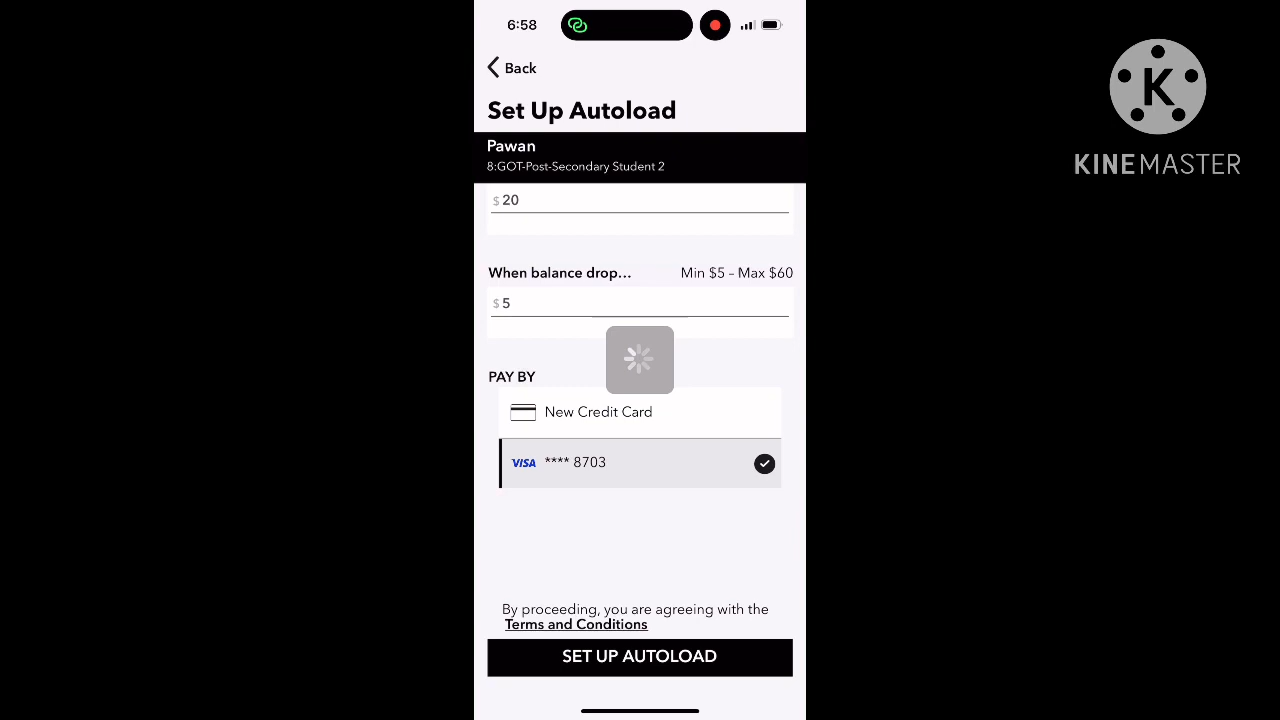 6:58
Back
Set Up Autoload
Pawan
8:GOT-Post-Secondary Student 2
$ 20
When balance drop... Min $5 – Max $60
$ 5
PAY BY
New Credit Card
VISA **** 8703
By proceeding, you are agreeing with the
Terms and Conditions
SET UP AUTOLOAD
K
KINEMASTER